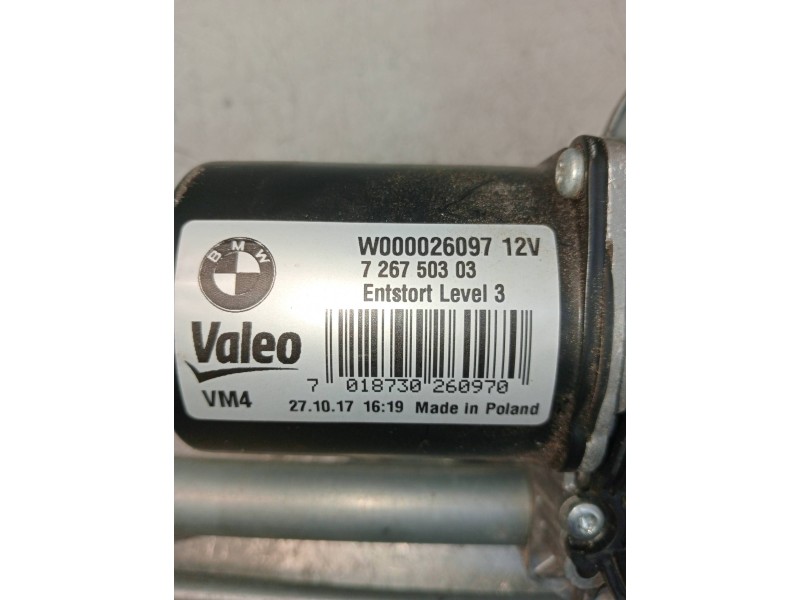 BMW
W000026097 12V
7 267 503 03
Entstort Level 3
Valeo
7 018730 260970
VM4
27.10.17 16:19 Made in Poland